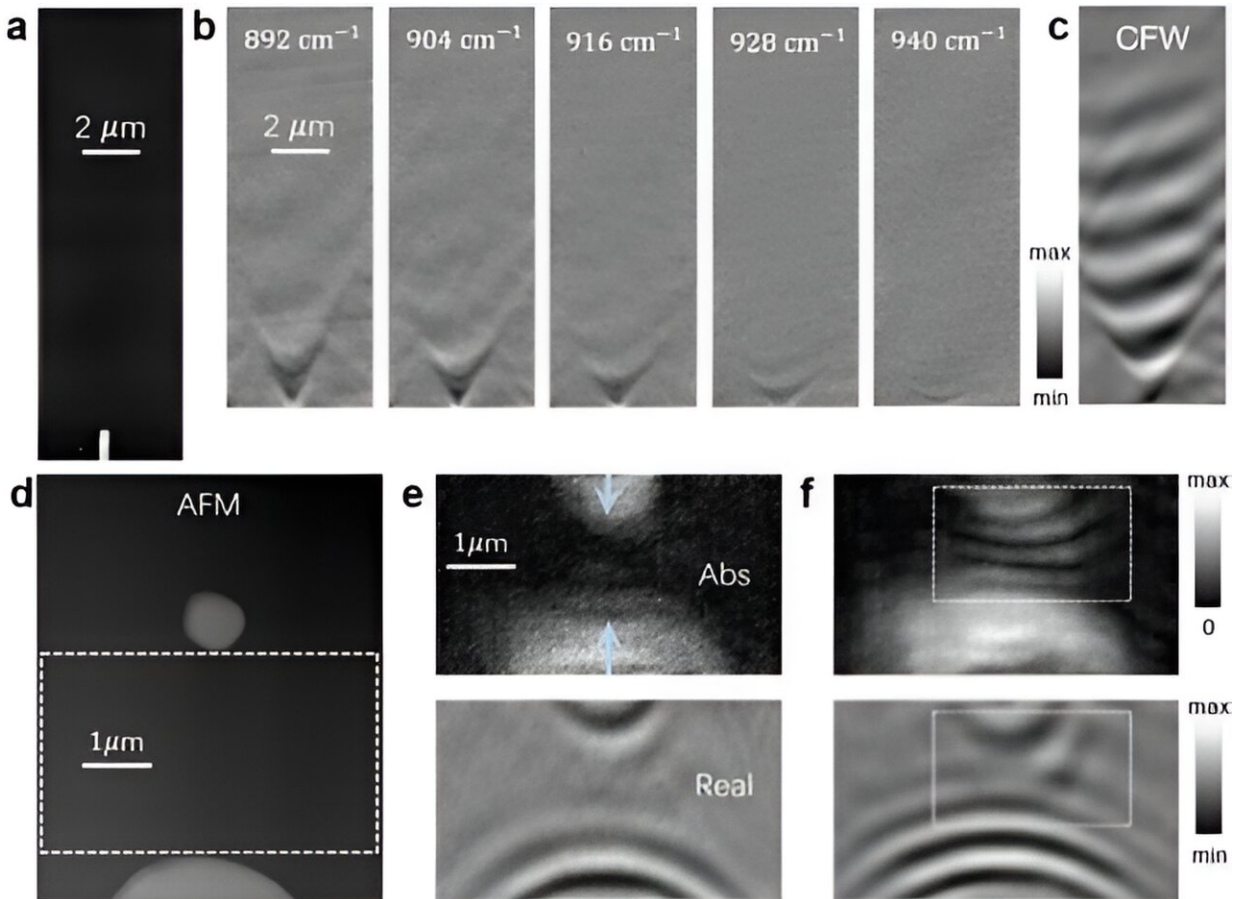 a
2 μm
b
892 cm⁻¹
904 cm⁻¹
916 cm⁻¹
928 cm⁻¹
940 cm⁻¹
2 μm
max
min
c
CFW
d
AFM
1μm
e
1μm
Abs
Real
f
max
0
max
min